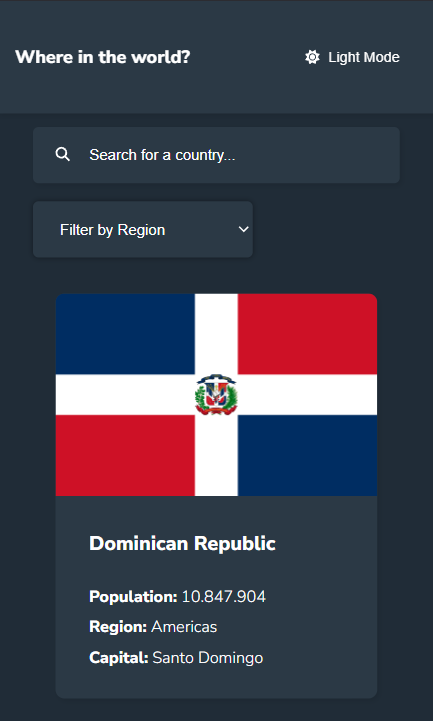 Where in the world?
Light Mode
Search for a country...
Filter by Region
Dominican Republic
Population: 10.847.904
Region: Americas
Capital: Santo Domingo